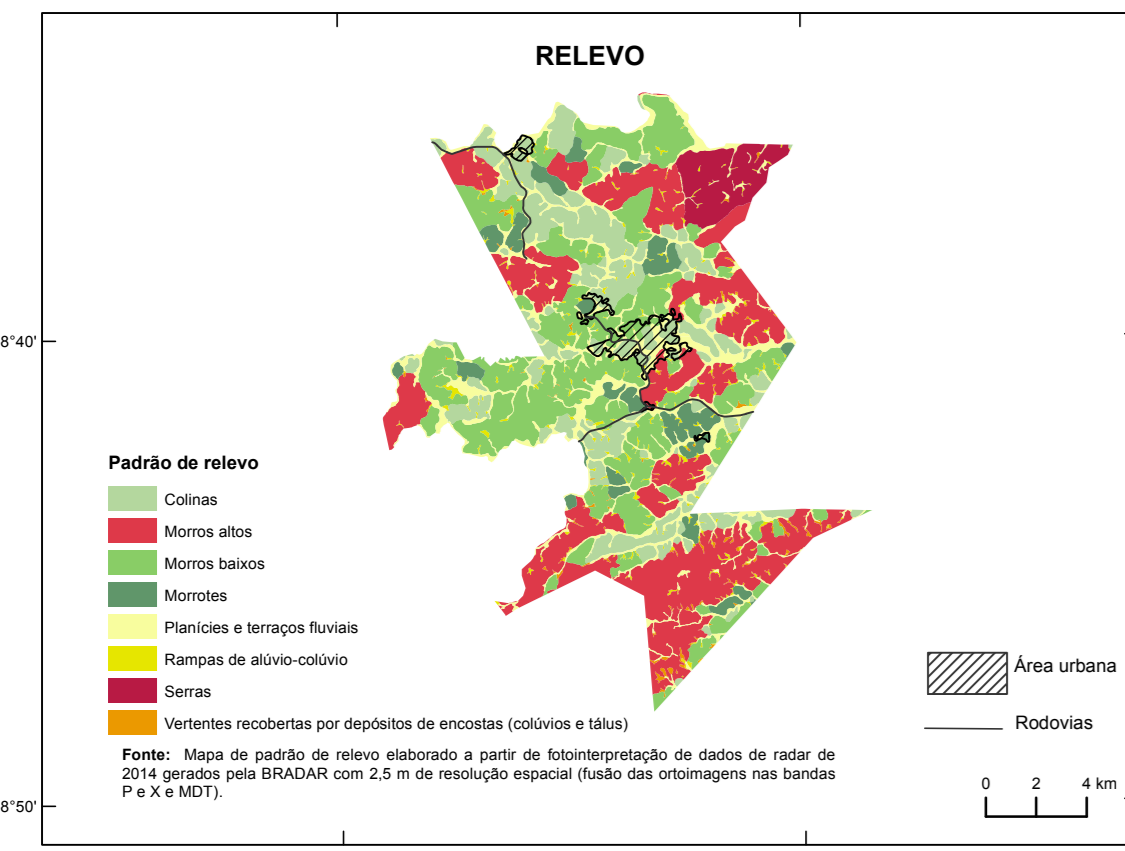 RELEVO
8°40'
Padrão de relevo
Colinas
Morros altos
Morros baixos
Morrotes
Planícies e terraços fluviais
Rampas de alúvio-colúvio
Serras
Vertentes recobertas por depósitos de encostas (colúvios e tálus)
Fonte: Mapa de padrão de relevo elaborado a partir de fotointerpretação de dados de radar de
2014 gerados pela BRADAR com 2,5 m de resolução espacial (fusão das ortoimagens nas bandas
P e X e MDT).
Área urbana
Rodovias
0 2 4 km
8°50'